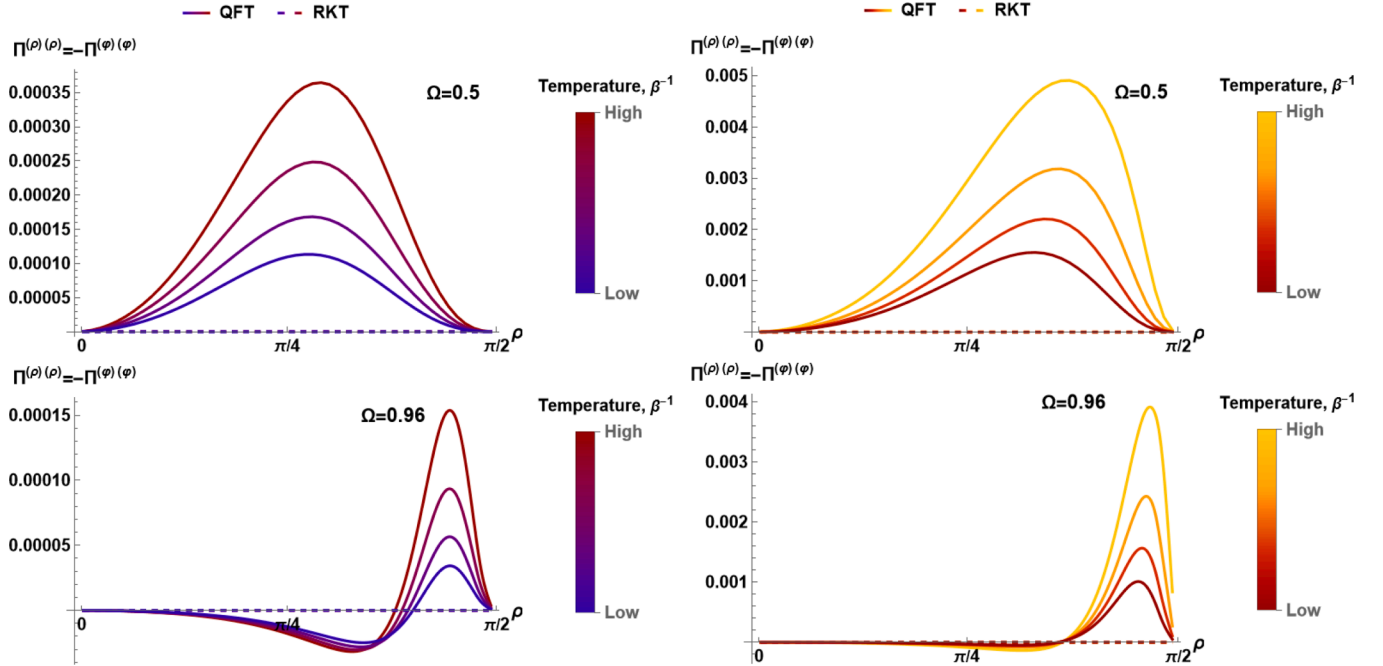 QFT RKT
Π^(ρ)(ρ)=−Π^(φ)(φ)
0.00035
0.00030
0.00025
0.00020
0.00015
0.00010
0.00005
0 π/4 π/2 ρ
Ω=0.5
Temperature, β^−1
High
Low
QFT RKT
Π^(ρ)(ρ)=−Π^(φ)(φ)
0.005
0.004
0.003
0.002
0.001
0 π/4 π/2 ρ
Ω=0.5
Temperature, β^−1
High
Low
Π^(ρ)(ρ)=−Π^(φ)(φ)
0.00015
0.00010
0.00005
0 π/4 π/2 ρ
Ω=0.96
Temperature, β^−1
High
Low
Π^(ρ)(ρ)=−Π^(φ)(φ)
0.004
0.003
0.002
0.001
0 π/4 π/2 ρ
Ω=0.96
Temperature, β^−1
High
Low